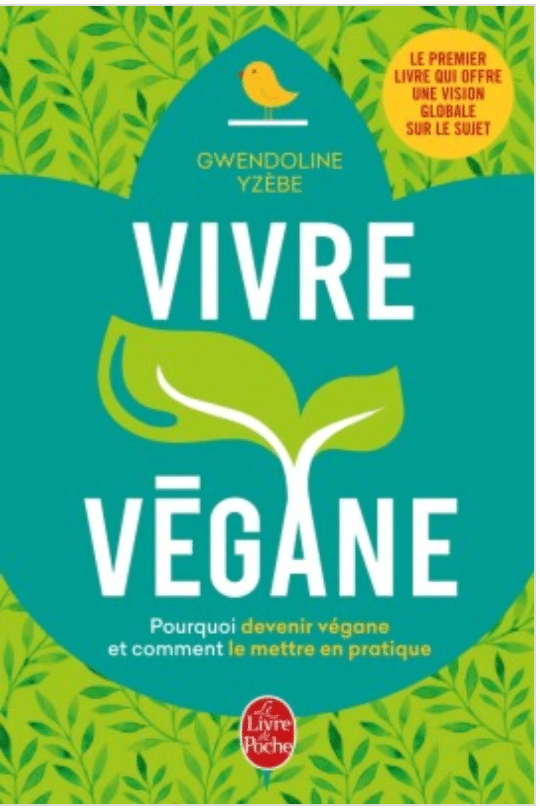 LE PREMIER
LIVRE QUI OFFRE
UNE VISION
GLOBALE
SUR LE SUJET
GWENDOLINE
YZÈBE
VIVRE
VÉGANE
Pourquoi devenir végane
et comment le mettre en pratique
Le
Livre
de
Poche